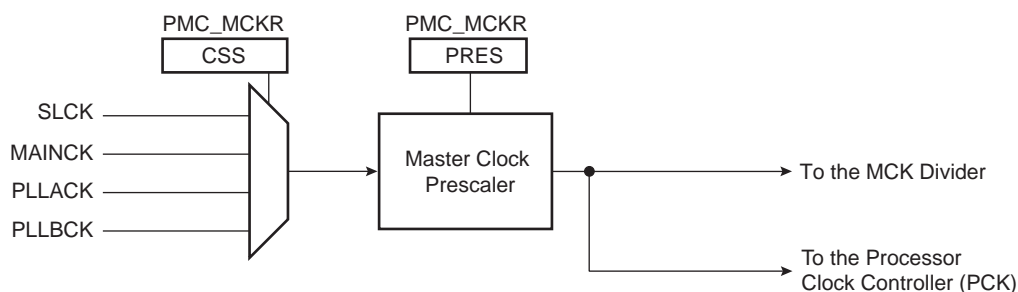 PMC_MCKR
CSS
PMC_MCKR
PRES
SLCK
MAINCK
PLLACK
PLLBCK
Master Clock
Prescaler
To the MCK Divider
To the Processor
Clock Controller (PCK)